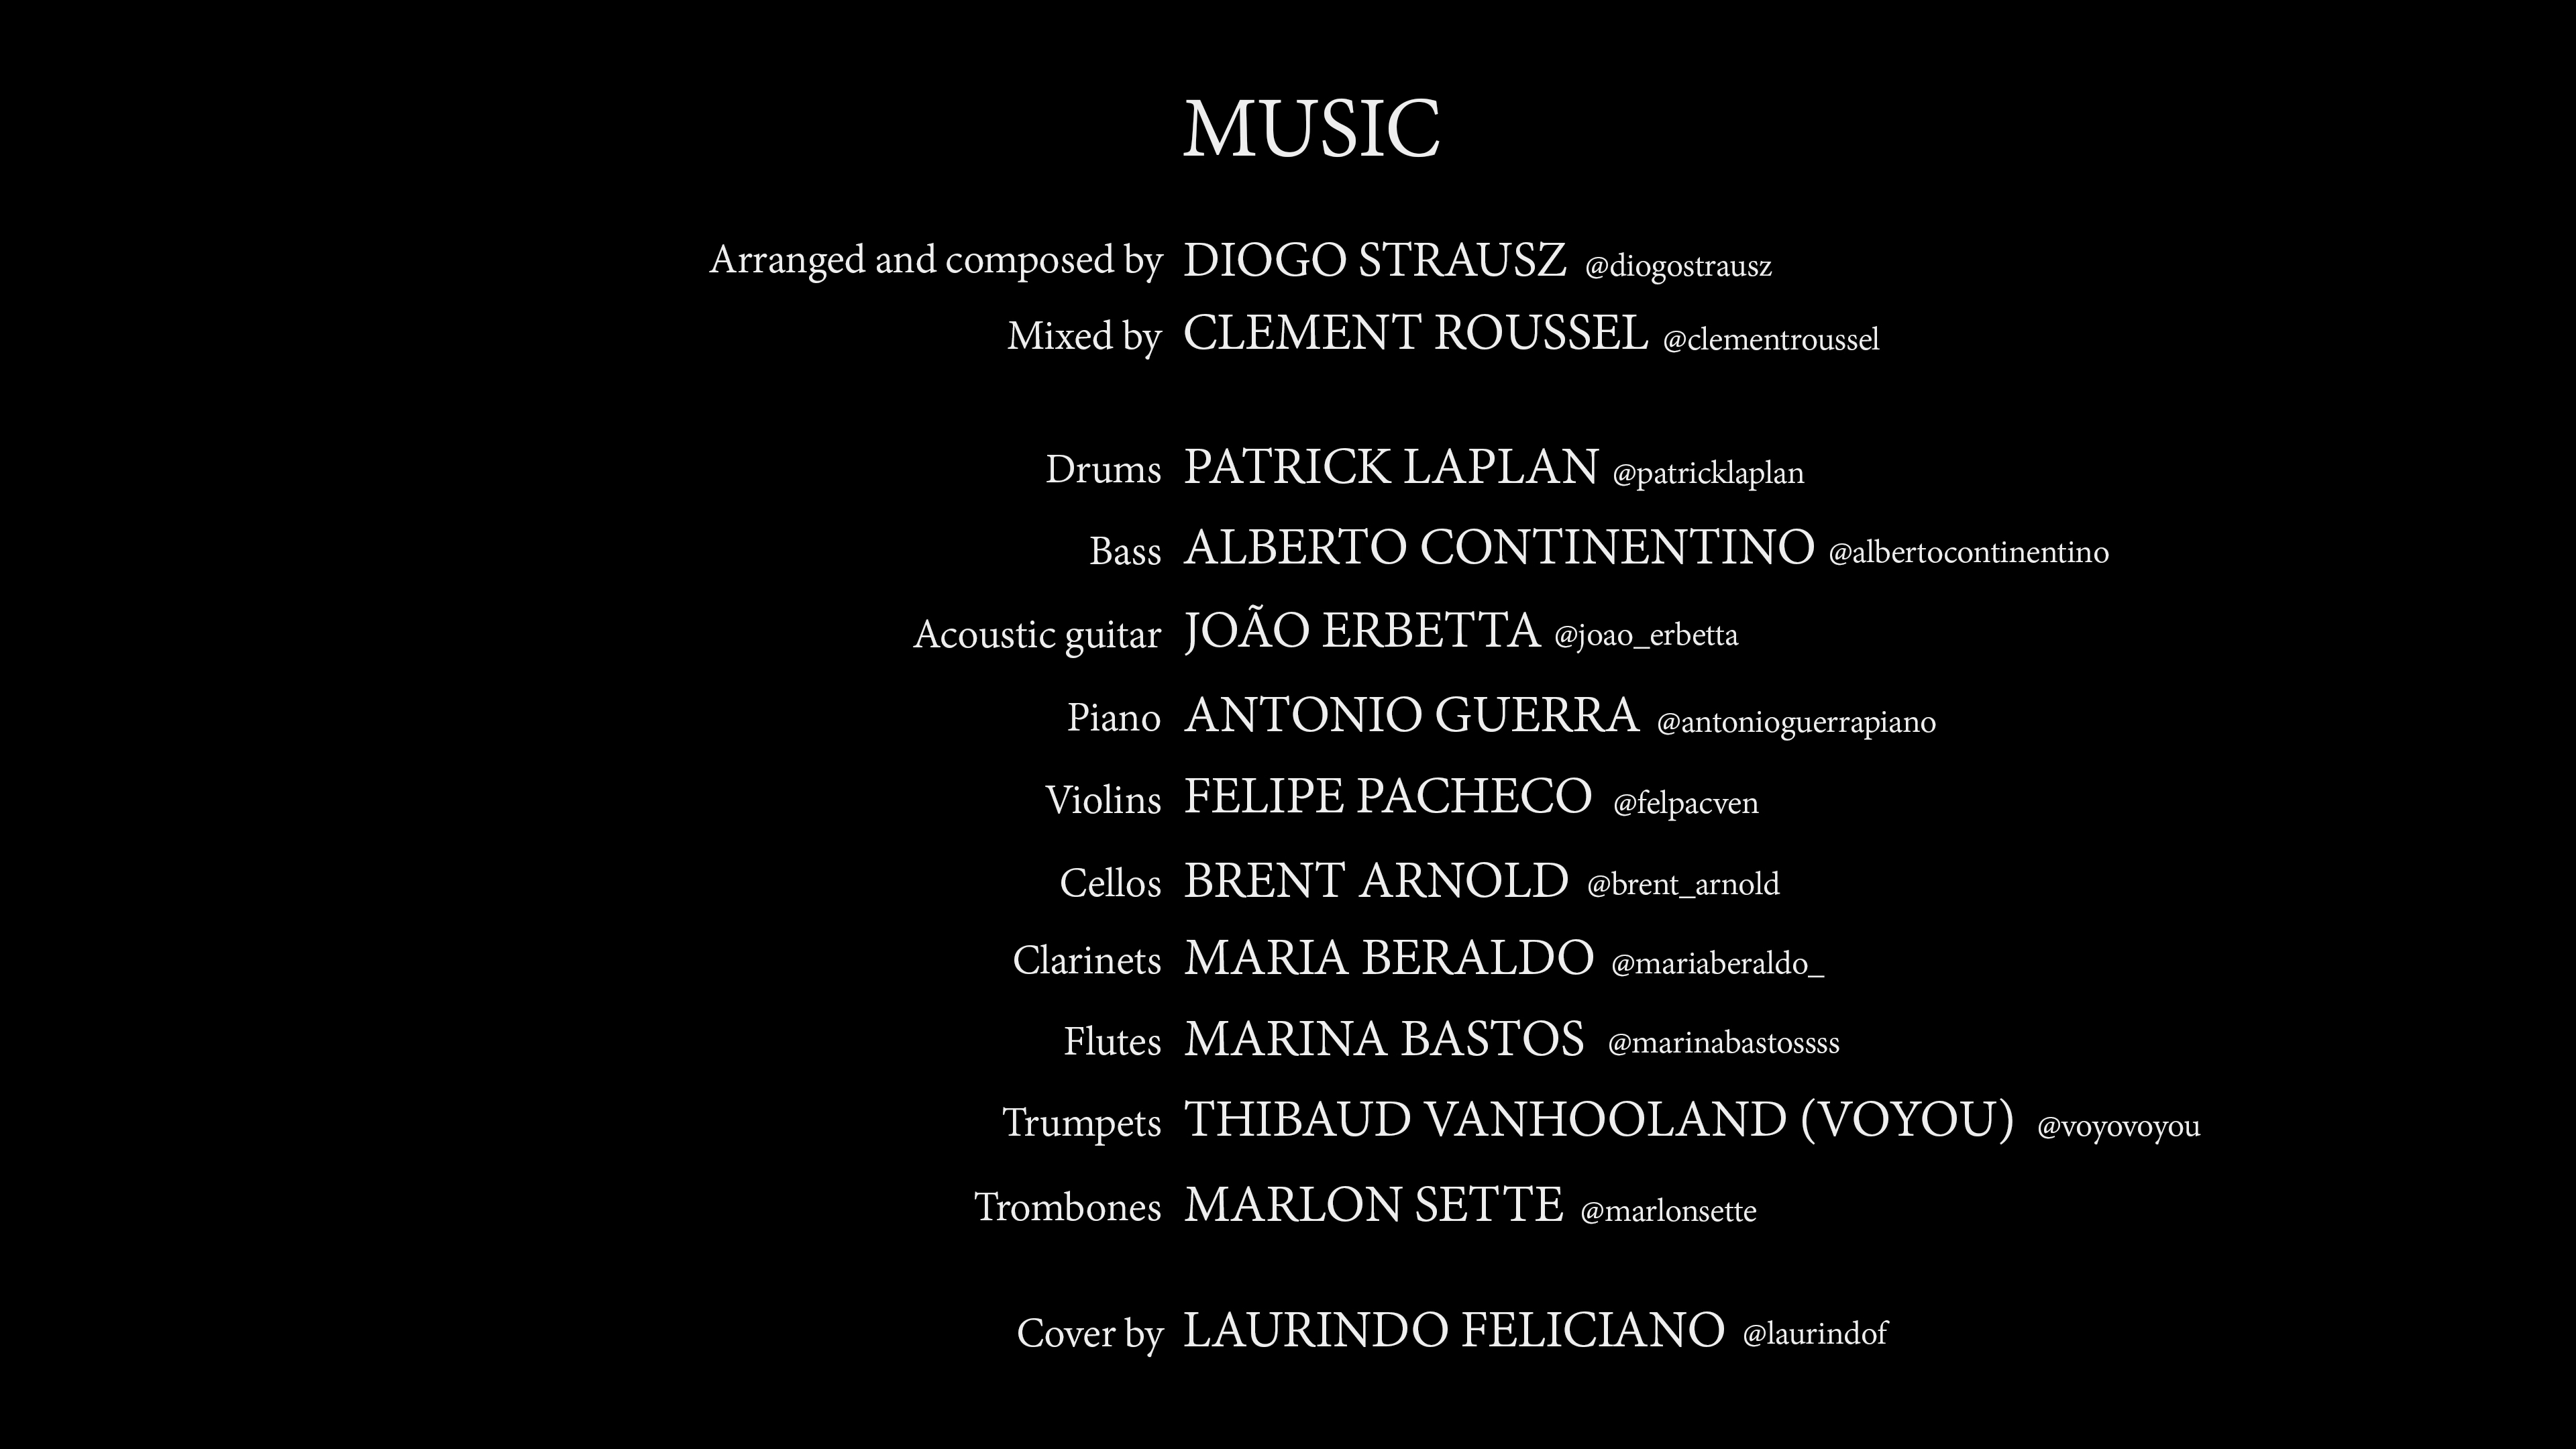 MUSIC
Arranged and composed by DIOGO STRAUSZ @diogostrausz
Mixed by CLEMENT ROUSSEL @clementroussel
Drums PATRICK LAPLAN @patricklaplan
Bass ALBERTO CONTINENTINO @albertocontinentino
Acoustic guitar JOÃO ERBETTA @joao_erbetta
Piano ANTONIO GUERRA @antonioguerrapiano
Violins FELIPE PACHECO @felpacven
Cellos BRENT ARNOLD @brent_arnold
Clarinets MARIA BERALDO @mariaberaldo_
Flutes MARINA BASTOS @marinabastossss
Trumpets THIBAUD VANHOOLAND (VOYOU) @voyovoyou
Trombones MARLON SETTE @marlonsette
Cover by LAURINDO FELICIANO @laurindof